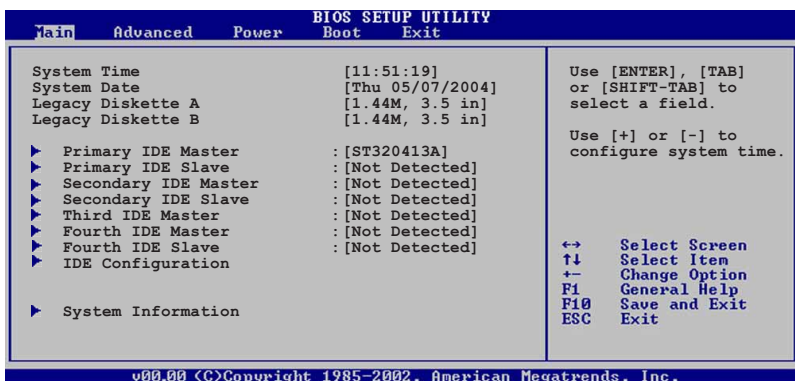 BIOS SETUP UTILITY
Main Advanced Power Boot Exit
System Time [11:51:19]
System Date [Thu 05/07/2004]
Legacy Diskette A [1.44M, 3.5 in]
Legacy Diskette B [1.44M, 3.5 in]
Primary IDE Master :[ST320413A]
Primary IDE Slave :[Not Detected]
Secondary IDE Master :[Not Detected]
Secondary IDE Slave :[Not Detected]
Third IDE Master :[Not Detected]
Fourth IDE Master :[Not Detected]
Fourth IDE Slave :[Not Detected]
IDE Configuration
System Information
Use [ENTER], [TAB]
or [SHIFT-TAB] to
select a field.
Use [+] or [-] to
configure system time.
↔ Select Screen
↑↓ Select Item
+- Change Option
F1 General Help
F10 Save and Exit
ESC Exit
v00.00 (C)Copyright 1985-2002, American Megatrends, Inc.